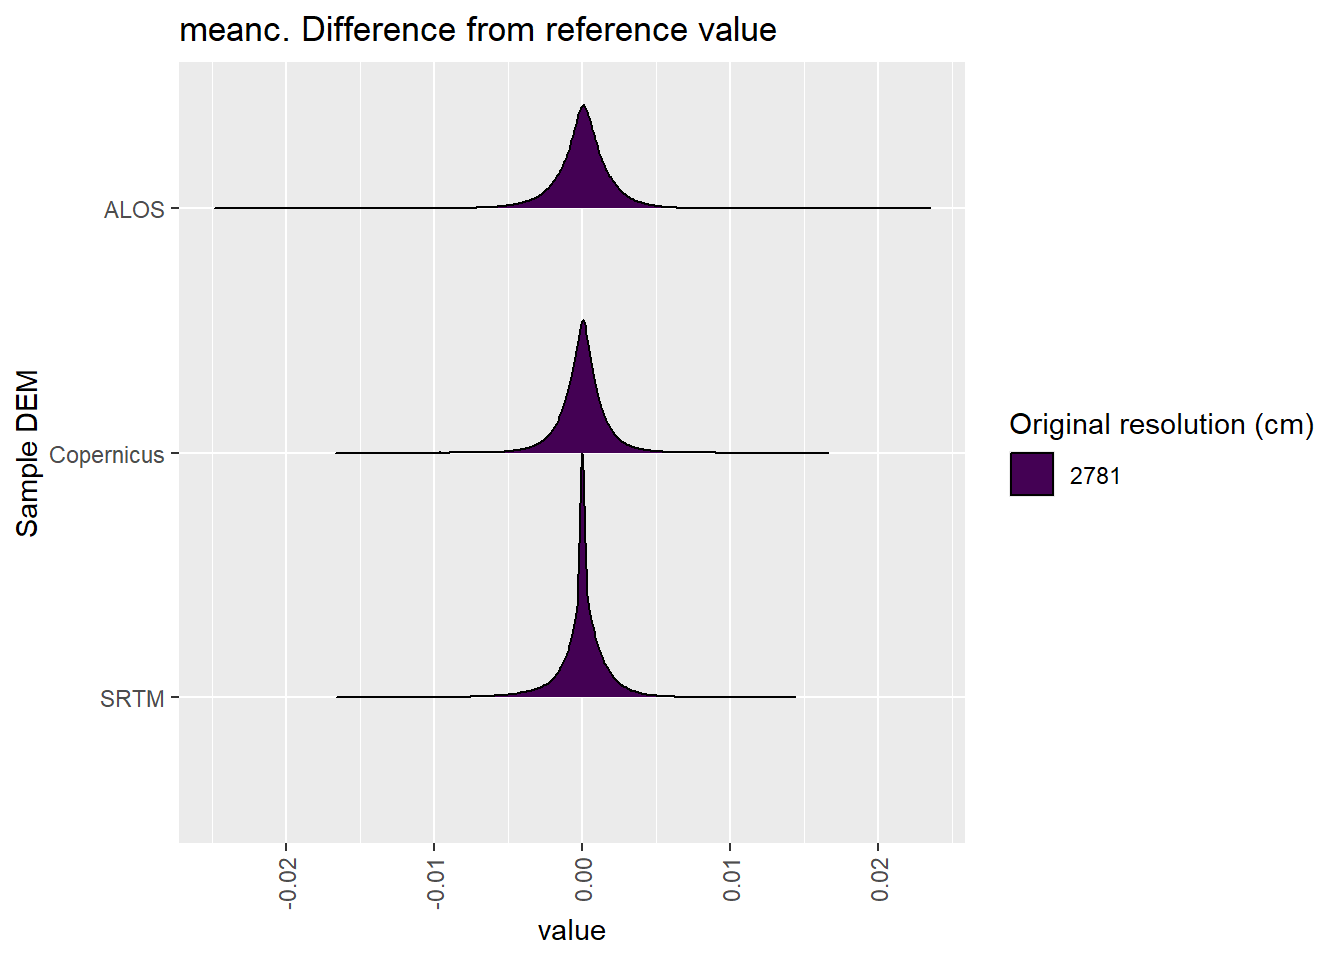 meanc. Difference from reference value
Sample DEM
ALOS
Copernicus
SRTM
-0.02
-0.01
0.00
0.01
0.02
value
Original resolution (cm)
2781